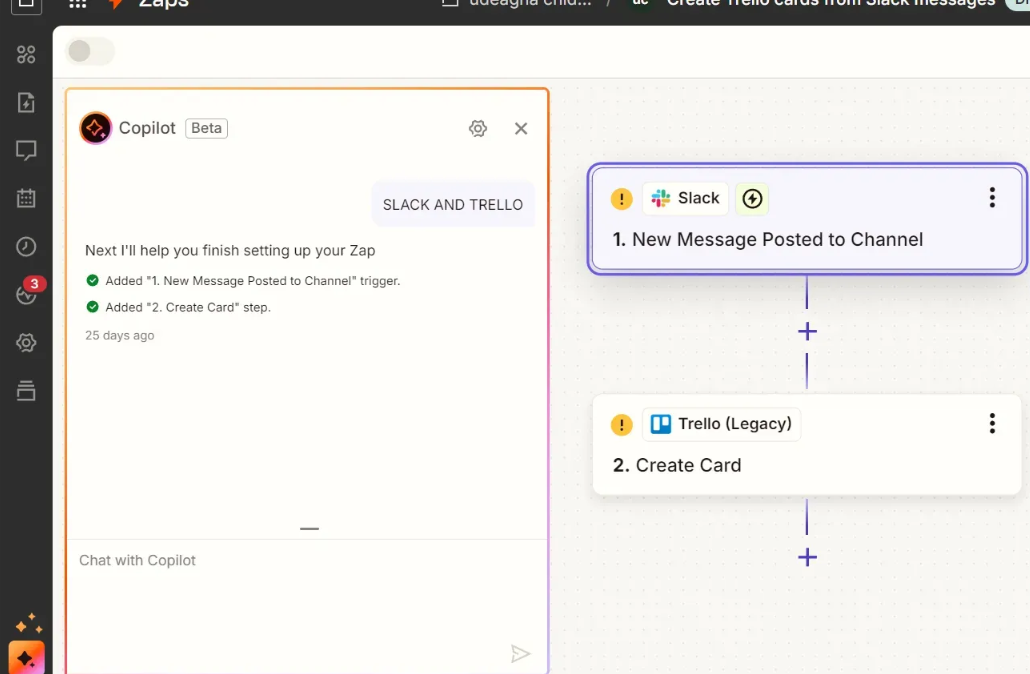 Zaps
udeagha chid... / uc Create Trello cards from Slack messages
Copilot Beta
SLACK AND TRELLO
Next I'll help you finish setting up your Zap
Added "1. New Message Posted to Channel" trigger.
Added "2. Create Card" step.
25 days ago
Chat with Copilot
3
! Slack
1. New Message Posted to Channel
! Trello (Legacy)
2. Create Card